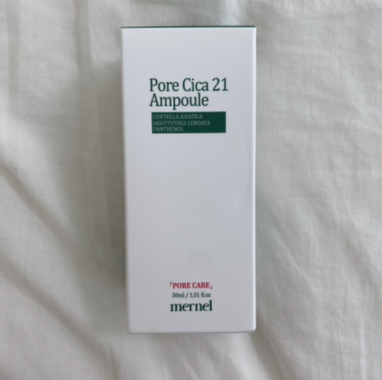 Pore Cica 21
Ampoule
CENTELLA ASIATICA
HOUTTUYNIA CORDATA
PANTHENOL
「PORE CARE」
30ml / 1.01 fl.oz
mernel